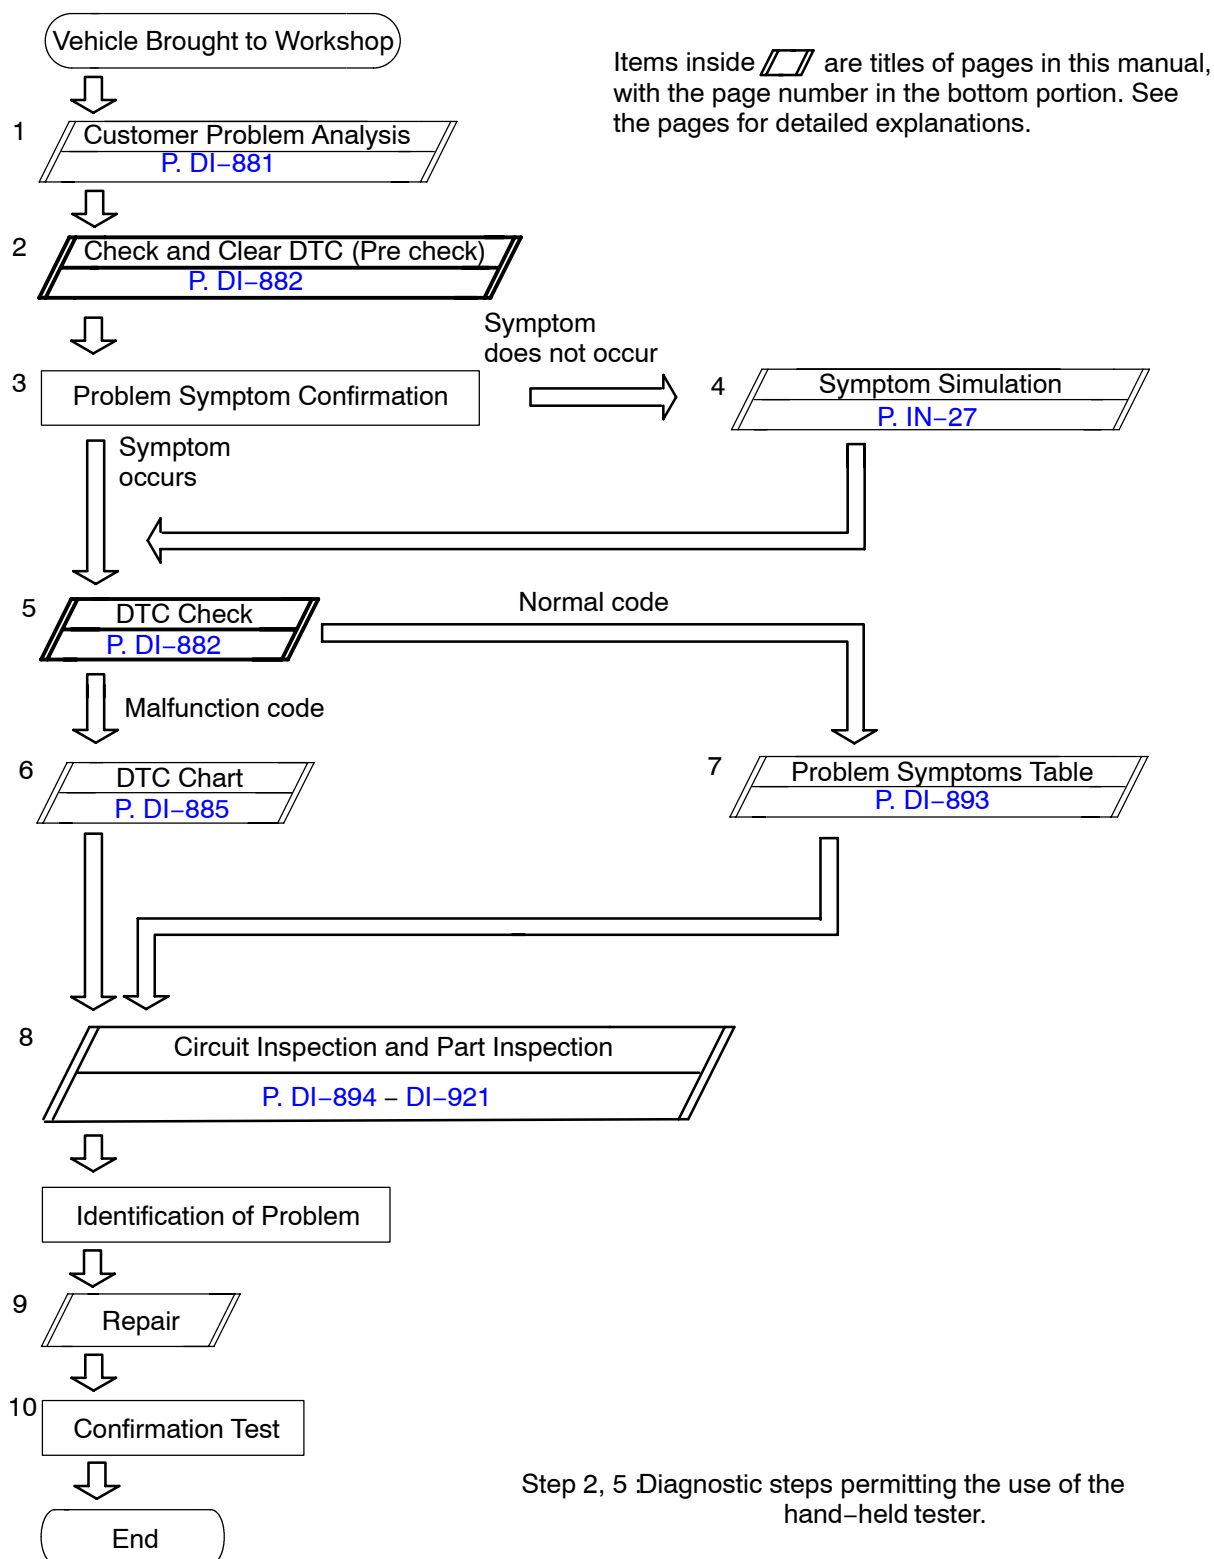 Vehicle Brought to Workshop
Items inside are titles of pages in this manual,
with the page number in the bottom portion. See
the pages for detailed explanations.
1
Customer Problem Analysis
P. DI–881
2
Check and Clear DTC (Pre check)
P. DI–882
Symptom
does not occur
3
Problem Symptom Confirmation
4
Symptom Simulation
P. IN–27
Symptom
occurs
5
DTC Check
P. DI–882
Normal code
Malfunction code
6
DTC Chart
P. DI–885
7
Problem Symptoms Table
P. DI–893
8
Circuit Inspection and Part Inspection
P. DI–894 – DI–921
Identification of Problem
9
Repair
10
Confirmation Test
Step 2, 5 :Diagnostic steps permitting the use of the
hand–held tester.
End